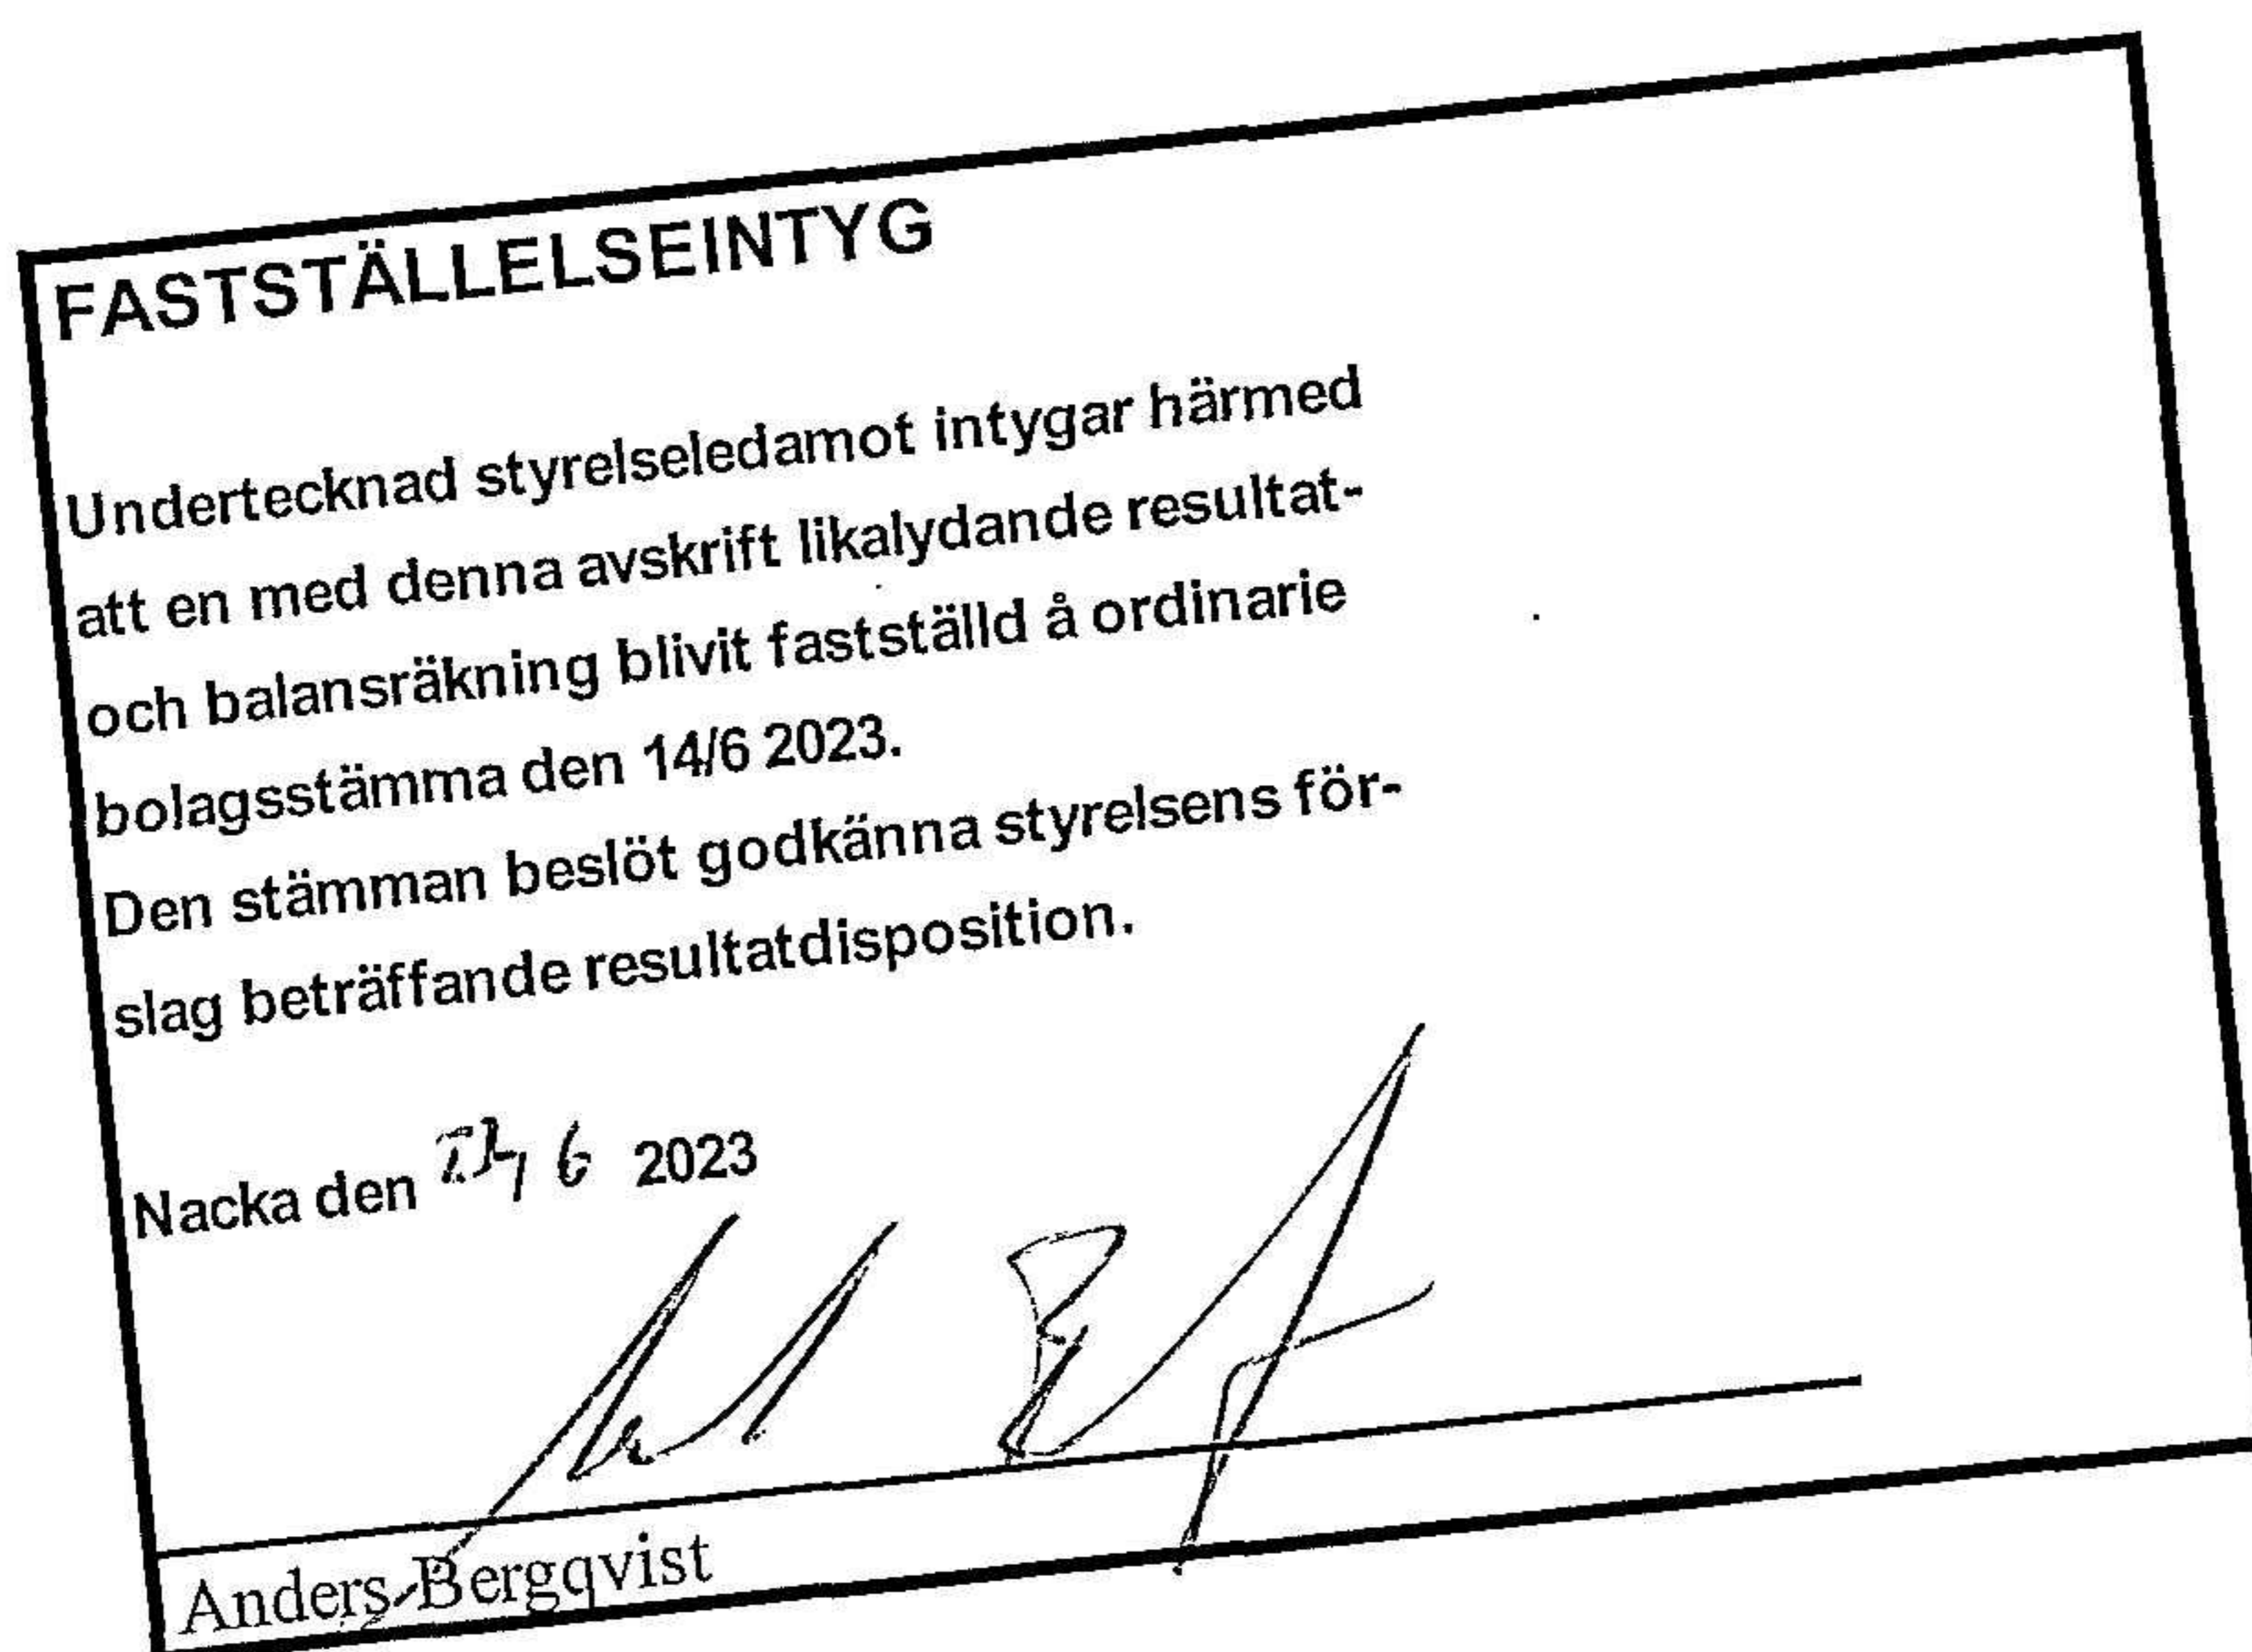 FASTSTÄLLELSEINTYG
Undertecknad styrelseledamot intygar härmed
att en med denna avskrift likalydande resultat-
och balansräkning blivit fastställd å ordinarie
bolagsstämma den 14/6 2023.
Den stämman beslöt godkänna styrelsens för-
slag beträffande resultatdisposition.
Nacka den 6 2023
Anders Bergqvist